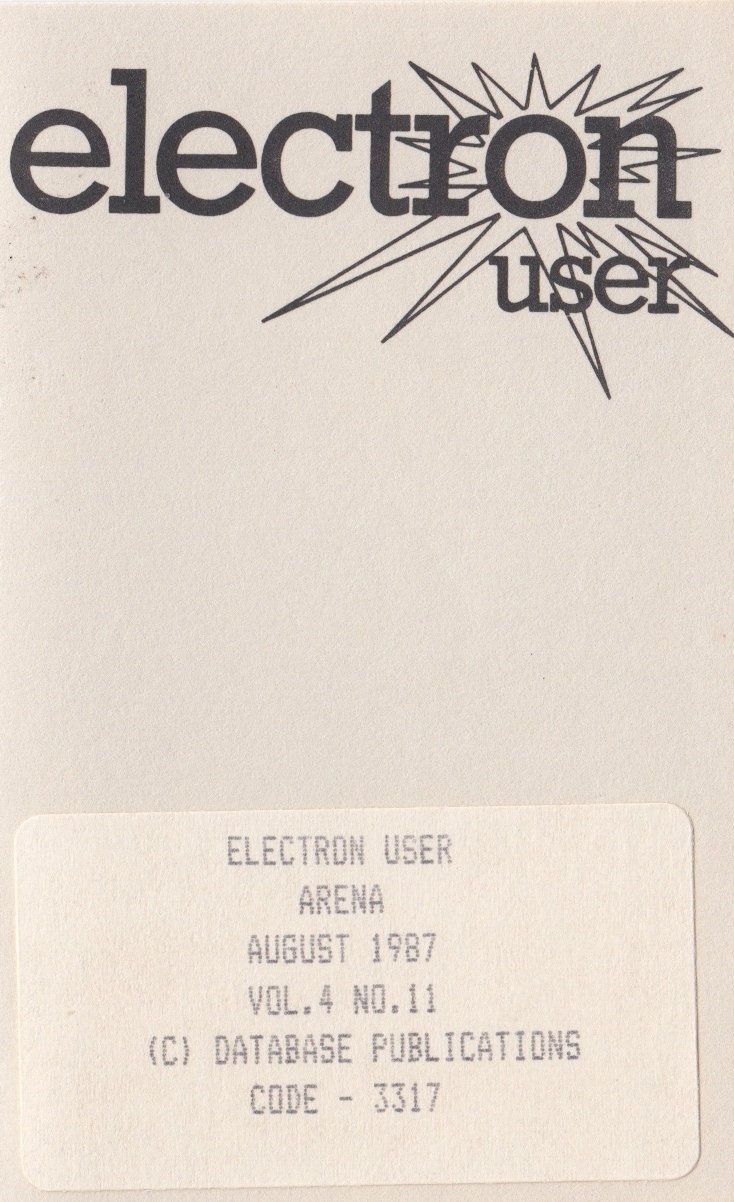 electron
user
ELECTRON USER
ARENA
AUGUST 1987
VOL.4 NO.11
(C) DATABASE PUBLICATIONS
CODE - 3317